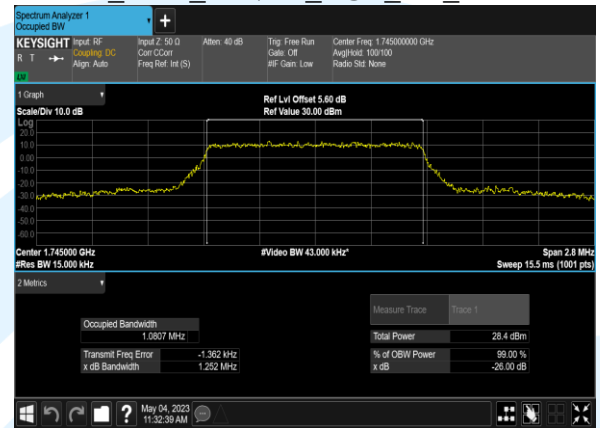 Spectrum Analyzer 1
Occupied BW
KEYSIGHT
R T
Input: RF
Coupling: DC
Align: Auto
Input Z: 50 Ω
Corr CCorr
Freq Ref: Int (S)
Atten: 40 dB
Trig: Free Run
Gate: Off
#IF Gain: Low
Center Freq: 1.745000000 GHz
Avg|Hold: 100/100
Radio Std: None
1 Graph
Scale/Div 10.0 dB
Ref Lvl Offset 5.60 dB
Ref Value 30.00 dBm
Log
20.0
10.0
0.00
-10.0
-20.0
-30.0
-40.0
-50.0
-60.0
Center 1.745000 GHz
#Res BW 15.000 kHz
#Video BW 43.000 kHz*
Span 2.8 MHz
Sweep 15.5 ms (1001 pts)
2 Metrics
Measure Trace Trace 1
Occupied Bandwidth
1.0807 MHz
Total Power 28.4 dBm
Transmit Freq Error -1.362 kHz
% of OBW Power 99.00 %
x dB Bandwidth 1.252 MHz
x dB -26.00 dB
?
May 04, 2023
11:32:39 AM